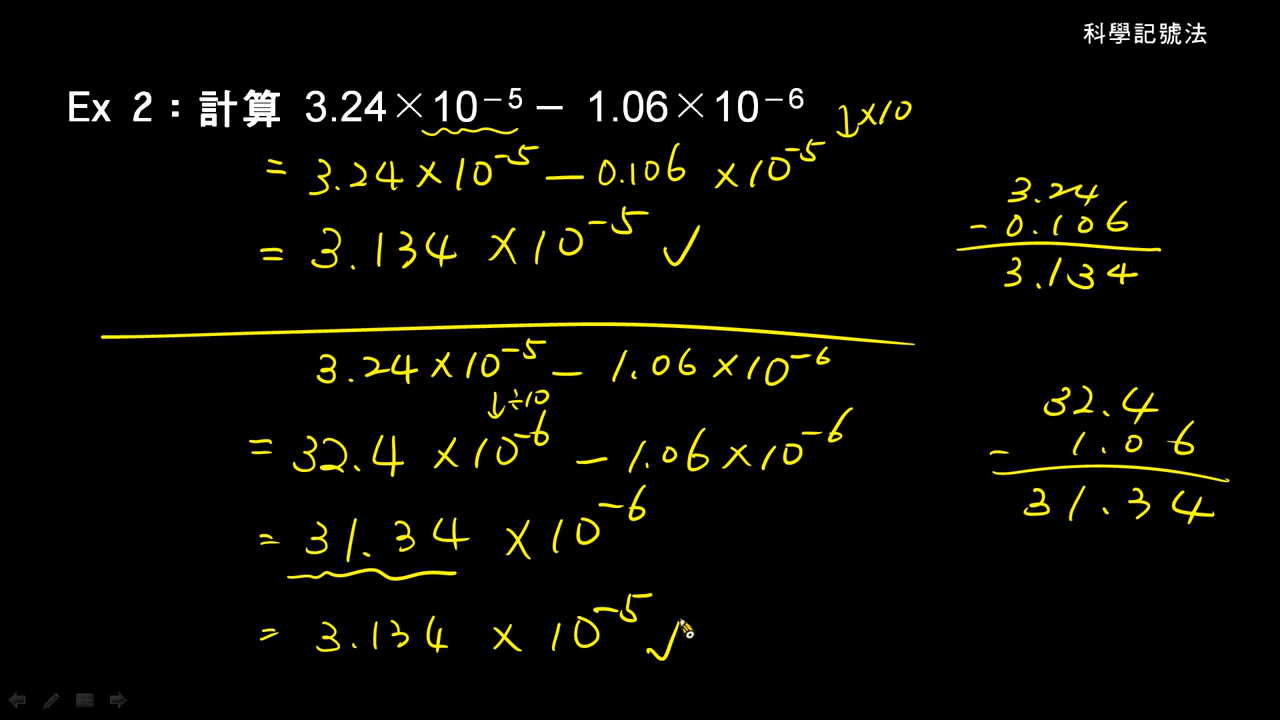 科學記號法
Ex 2：計算 3.24×10⁻⁵ − 1.06×10⁻⁶
↓×10
= 3.24×10⁻⁵ − 0.106 ×10⁻⁵
= 3.134 ×10⁻⁵ ✓
3.24
- 0.106
3.134
3.24×10⁻⁵ − 1.06×10⁻⁶
↓÷10
= 32.4 ×10⁻⁶ − 1.06×10⁻⁶
= 31.34 ×10⁻⁶
= 3.134 ×10⁻⁵ ✓
32.4
- 1.06
31.34